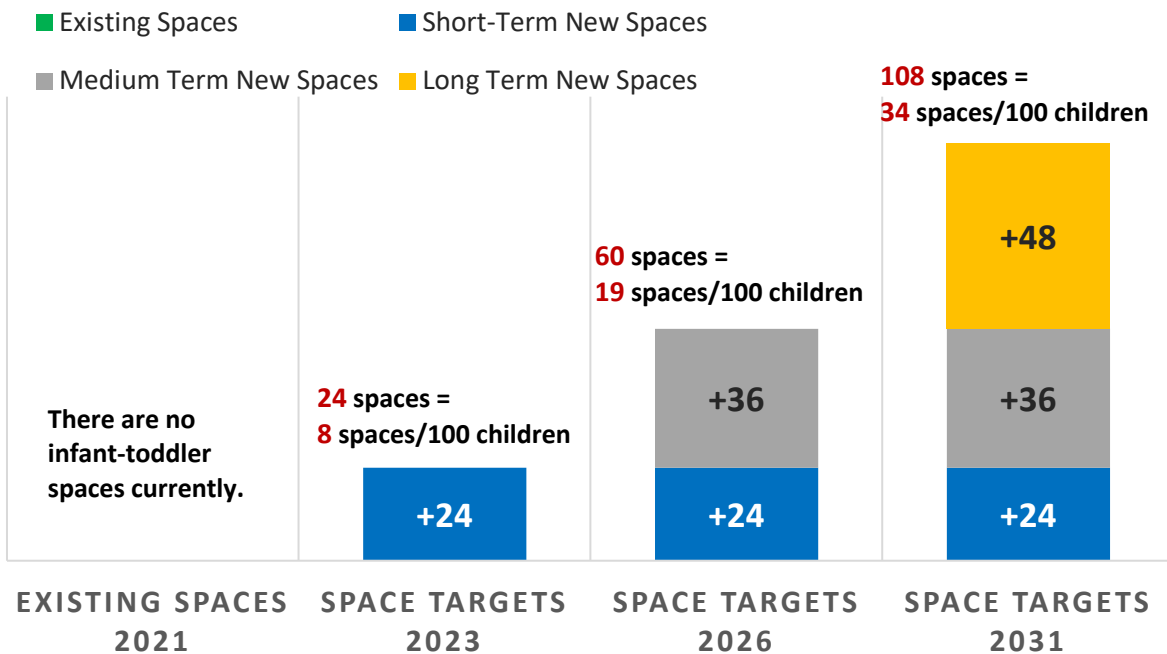 Existing Spaces
Short-Term New Spaces
Medium Term New Spaces
Long Term New Spaces
108 spaces =
34 spaces/100 children
+48
60 spaces =
19 spaces/100 children
+36
+36
There are no
infant-toddler
spaces currently.
24 spaces =
8 spaces/100 children
+24
+24
+24
EXISTING SPACES
2021
SPACE TARGETS
2023
SPACE TARGETS
2026
SPACE TARGETS
2031